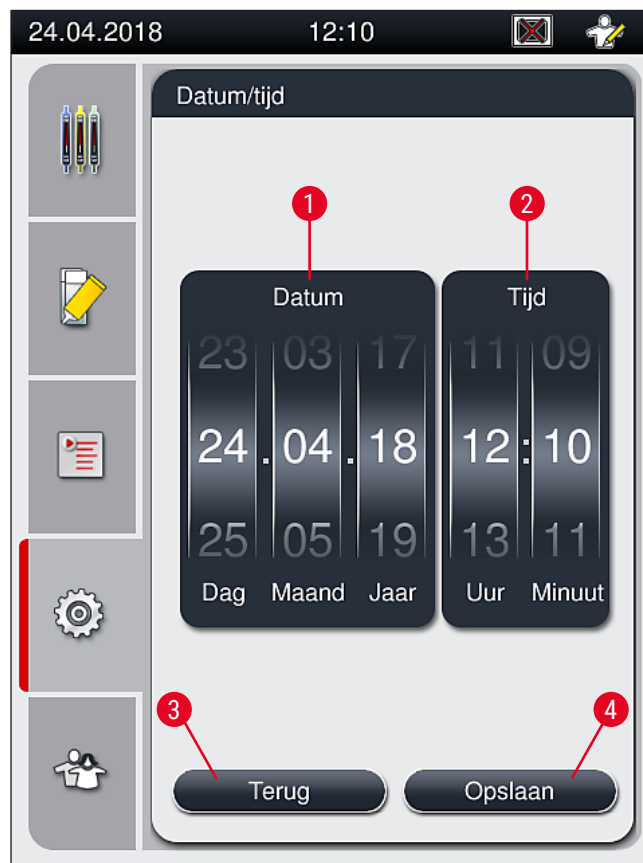 24.04.2018 12:10
Datum/tijd
1 2
Datum Tijd
23 03 17 11 09
24 . 04 . 18 12 : 10
25 05 19 13 11
Dag Maand Jaar Uur Minuut
3 4
Terug Opslaan